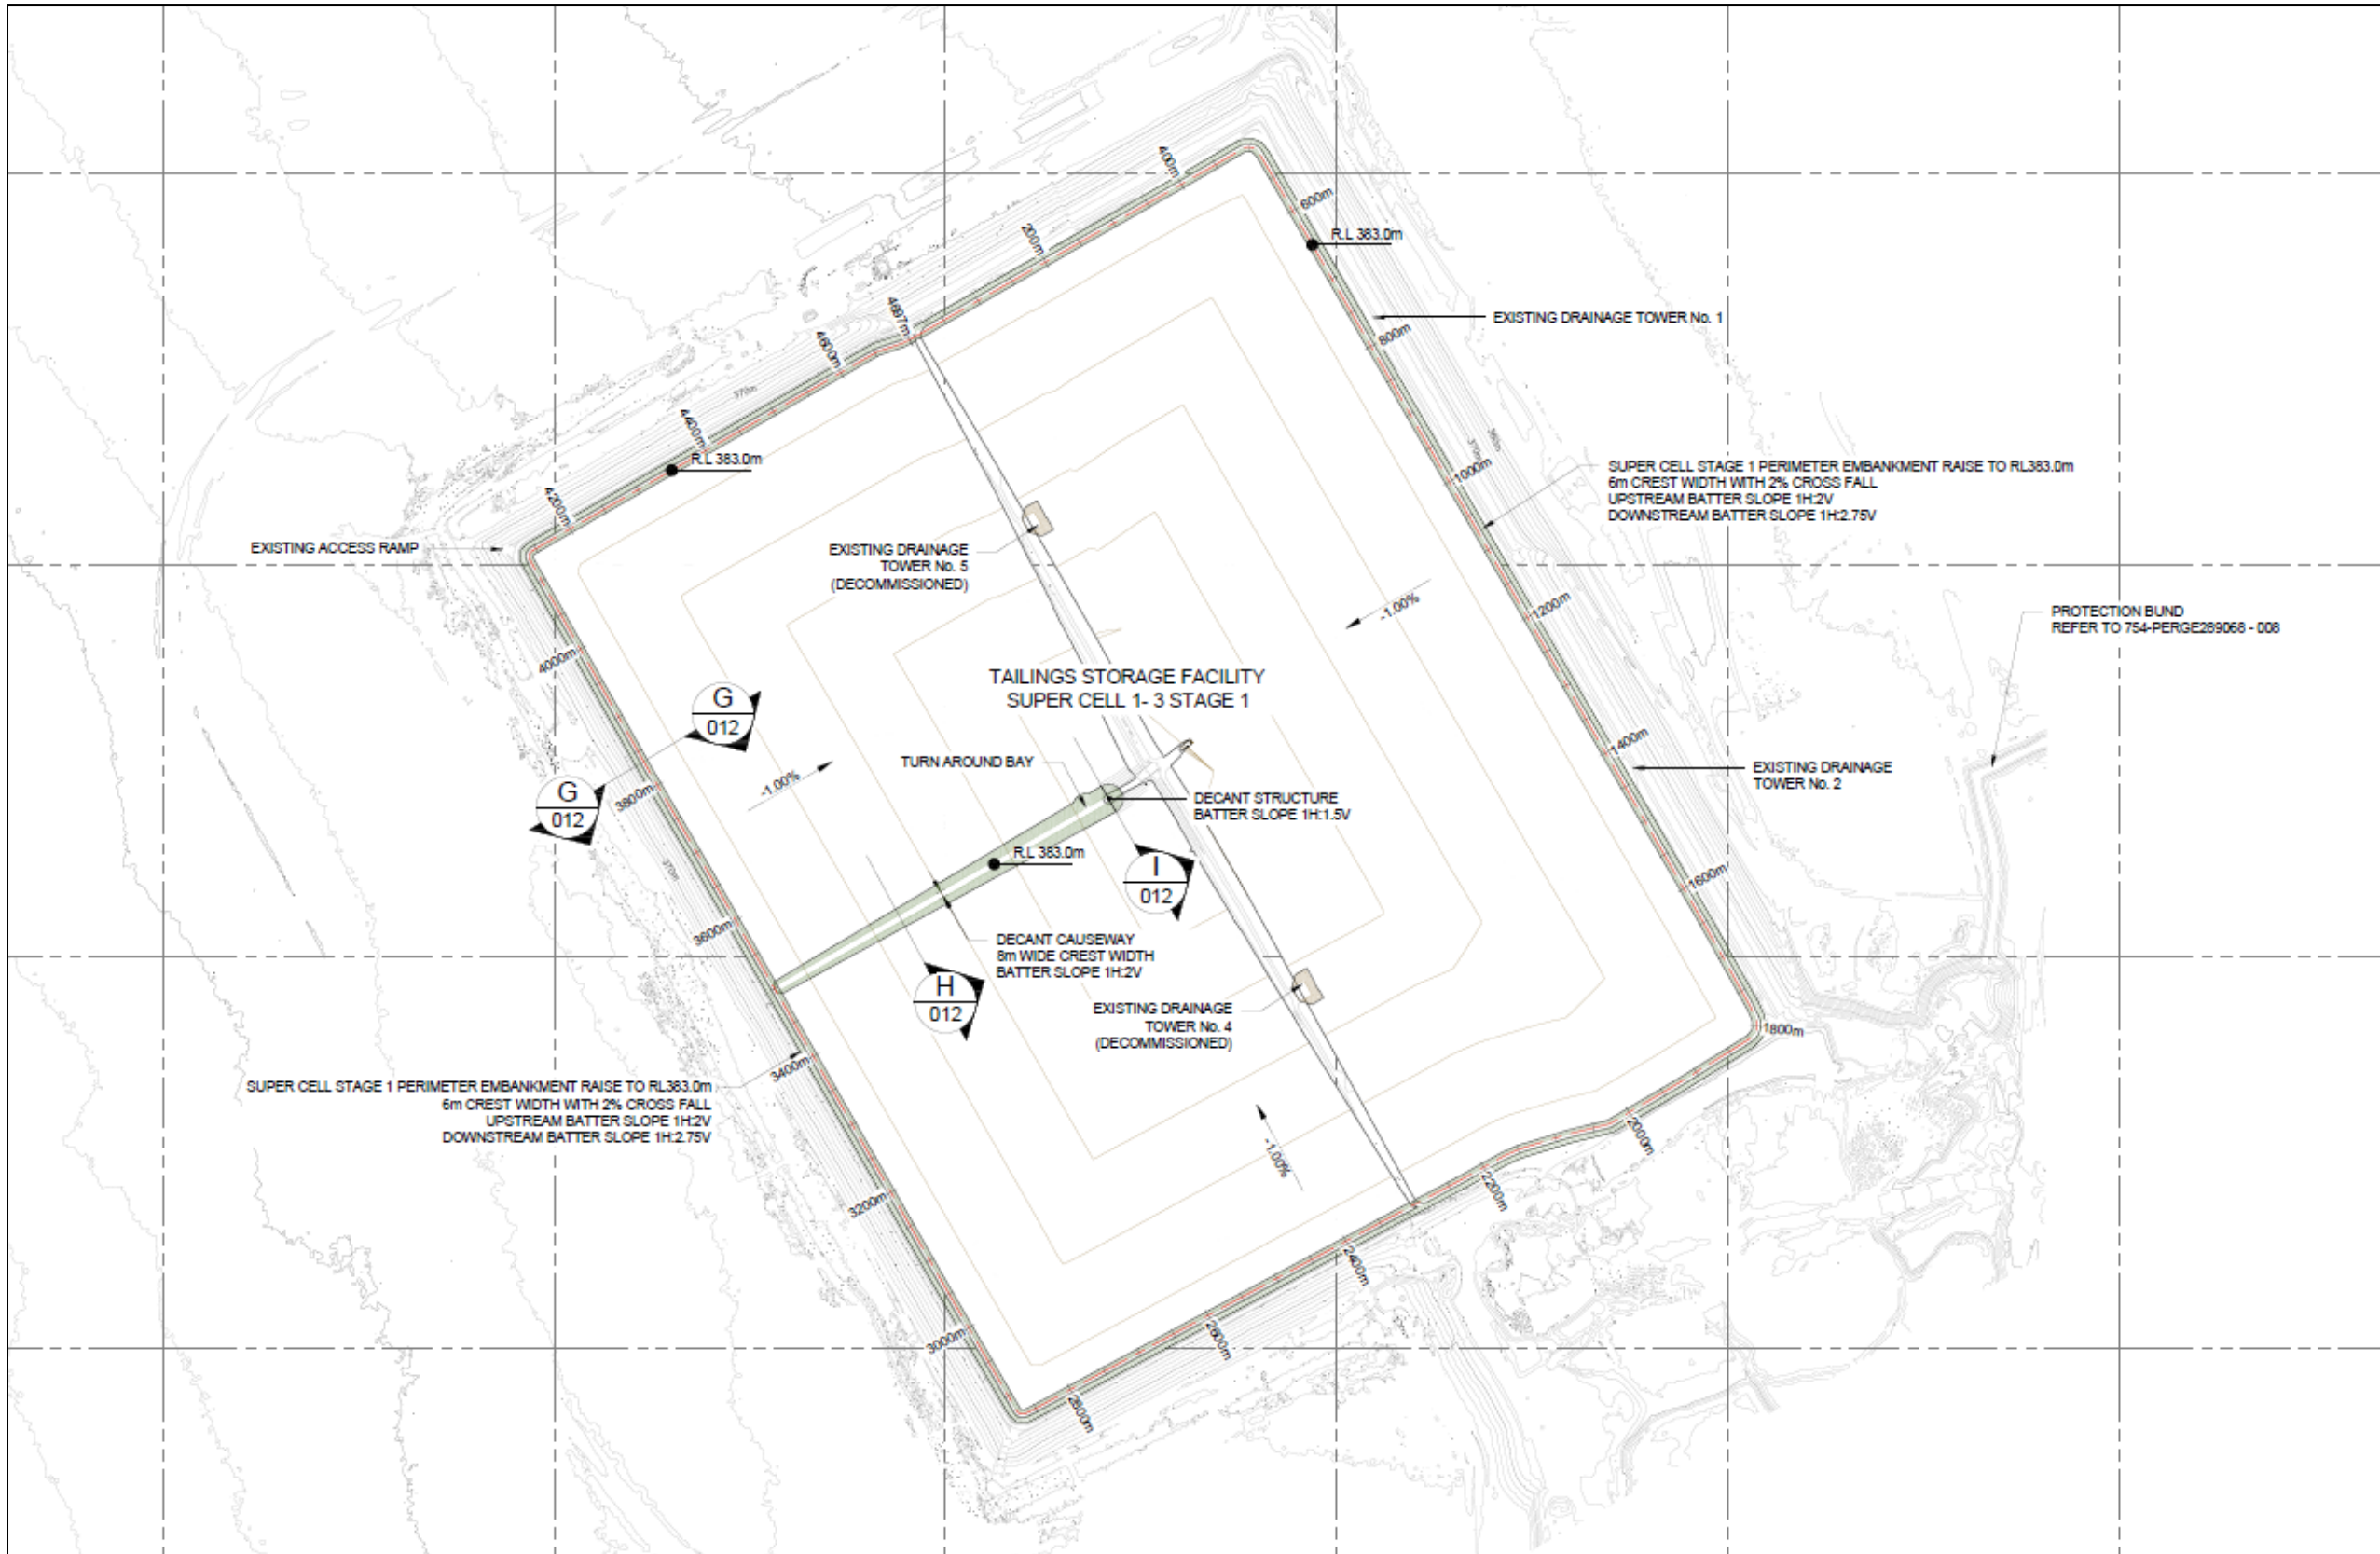 400m
600m
200m
R.L 383.0m
4697m
EXISTING DRAINAGE TOWER No. 1
800m
4600m
370m
4400m
R.L 383.0m
370m
360m
1000m
SUPER CELL STAGE 1 PERIMETER EMBANKMENT RAISE TO RL383.0m
6m CREST WIDTH WITH 2% CROSS FALL
UPSTREAM BATTER SLOPE 1H:2V
DOWNSTREAM BATTER SLOPE 1H:2.75V
4200m
EXISTING ACCESS RAMP
EXISTING DRAINAGE
TOWER No. 5
(DECOMMISSIONED)
-1.00%
1200m
PROTECTION BUND
REFER TO 754-PERGE289068 - 008
4000m
TAILINGS STORAGE FACILITY
SUPER CELL 1- 3 STAGE 1
G
012
1400m
TURN AROUND BAY
-1.00%
EXISTING DRAINAGE
TOWER No. 2
G
012
3800m
DECANT STRUCTURE
BATTER SLOPE 1H:1.5V
R.L 383.0m
370m
I
012
1600m
3600m
DECANT CAUSEWAY
8m WIDE CREST WIDTH
BATTER SLOPE 1H:2V
H
012
EXISTING DRAINAGE
TOWER No. 4
(DECOMMISSIONED)
1800m
3400m
SUPER CELL STAGE 1 PERIMETER EMBANKMENT RAISE TO RL383.0m
6m CREST WIDTH WITH 2% CROSS FALL
UPSTREAM BATTER SLOPE 1H:2V
DOWNSTREAM BATTER SLOPE 1H:2.75V
2000m
-1.00%
2200m
3200m
2400m
3000m
2600m
2800m